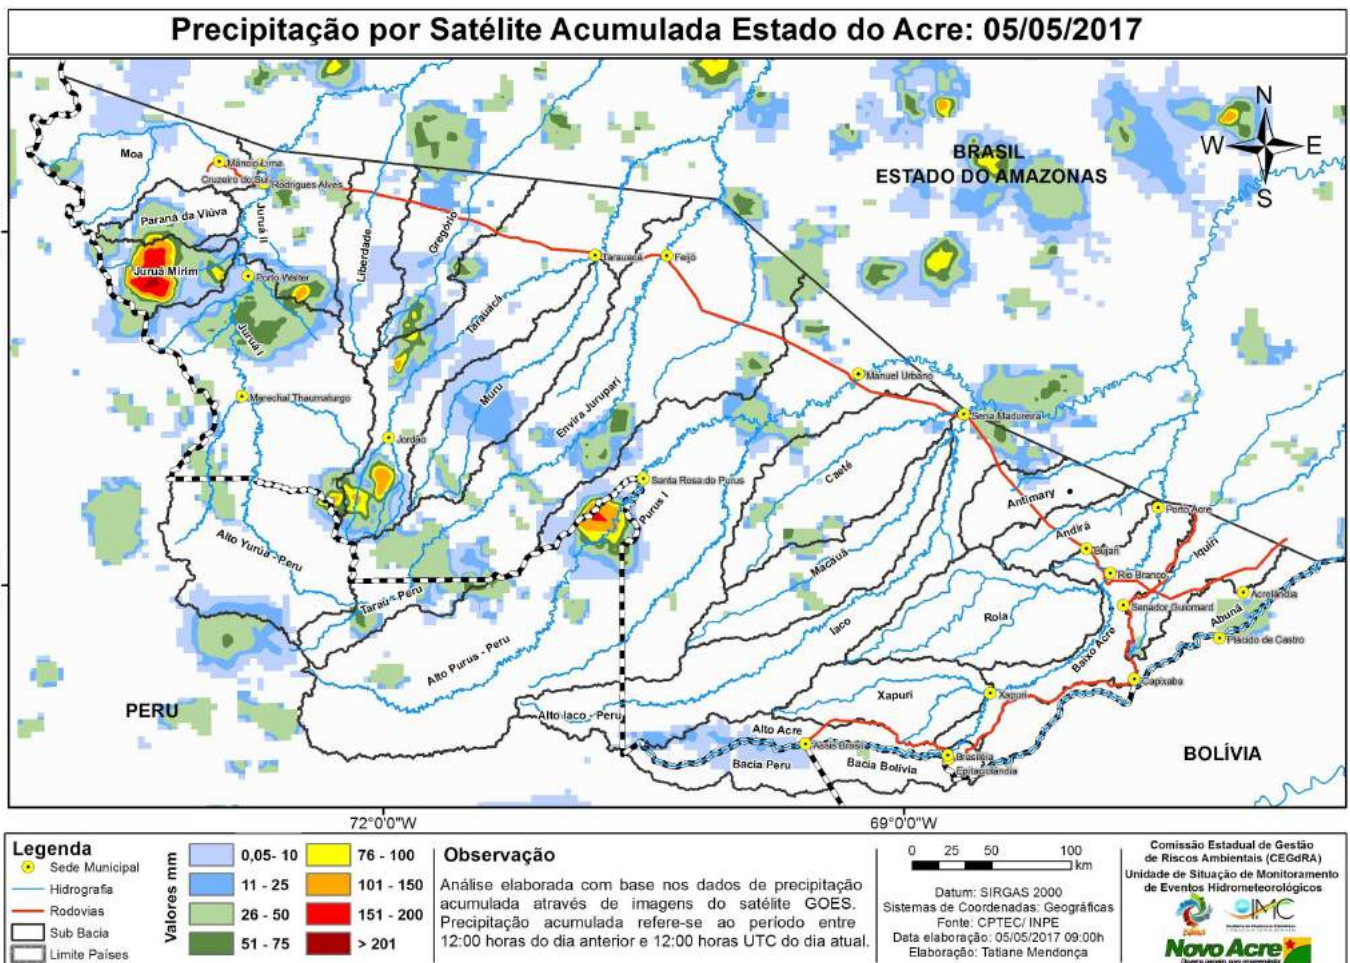 Precipitação por Satélite Acumulada Estado do Acre: 05/05/2017
N
W
E
S
BRASIL
ESTADO DO AMAZONAS
Moa
Mâncio Lima
Cruzeiro do Sul
Rodrigues Alves
Paraná da Viúva
Juruá II
Liberdade
Gregório
Juruá Mirim
Porto Walter
Tarauacá
Feijó
Tarauacá
Juruá I
Manuel Urbano
Marechal Thaumaturgo
Muru
Envira Jurupari
Sena Madureira
Jordão
Caeté
Santa Rosa do Purus
Purus I
Antimary
Porto Acre
Andirá
Iquiri
Bujari
Alto Yurúa - Peru
Macauã
Rio Branco
Taraú - Peru
Senador Guiomard
Acrelândia
Abunã
Iaco
Rola
Baixo Acre
Plácido de Castro
Alto Purus - Peru
Capixaba
Xapuri
Xapuri
PERU
Alto Iaco - Peru
Alto Acre
Assis Brasil
Brasiléia
Epitaciolândia
Bacia Peru
Bacia Bolívia
BOLÍVIA
72°0'0"W
69°0'0"W
Legenda
Sede Municipal
Hidrografia
Rodovias
Sub Bacia
Limite Países
Valores mm
0,05- 10
11 - 25
26 - 50
51 - 75
76 - 100
101 - 150
151 - 200
> 201
Observação
Análise elaborada com base nos dados de precipitação
acumulada através de imagens do satélite GOES.
Precipitação acumulada refere-se ao período entre
12:00 horas do dia anterior e 12:00 horas UTC do dia atual.
0 25 50 100
km
Datum: SIRGAS 2000
Sistemas de Coordenadas: Geográficas
Fonte: CPTEC/ INPE
Data elaboração: 05/05/2017 09:00h
Elaboração: Tatiane Mendonça
Comissão Estadual de Gestão
de Riscos Ambientais (CEGdRA)
Unidade de Situação de Monitoramento
de Eventos Hidrometeorológicos
IMC
Novo Acre